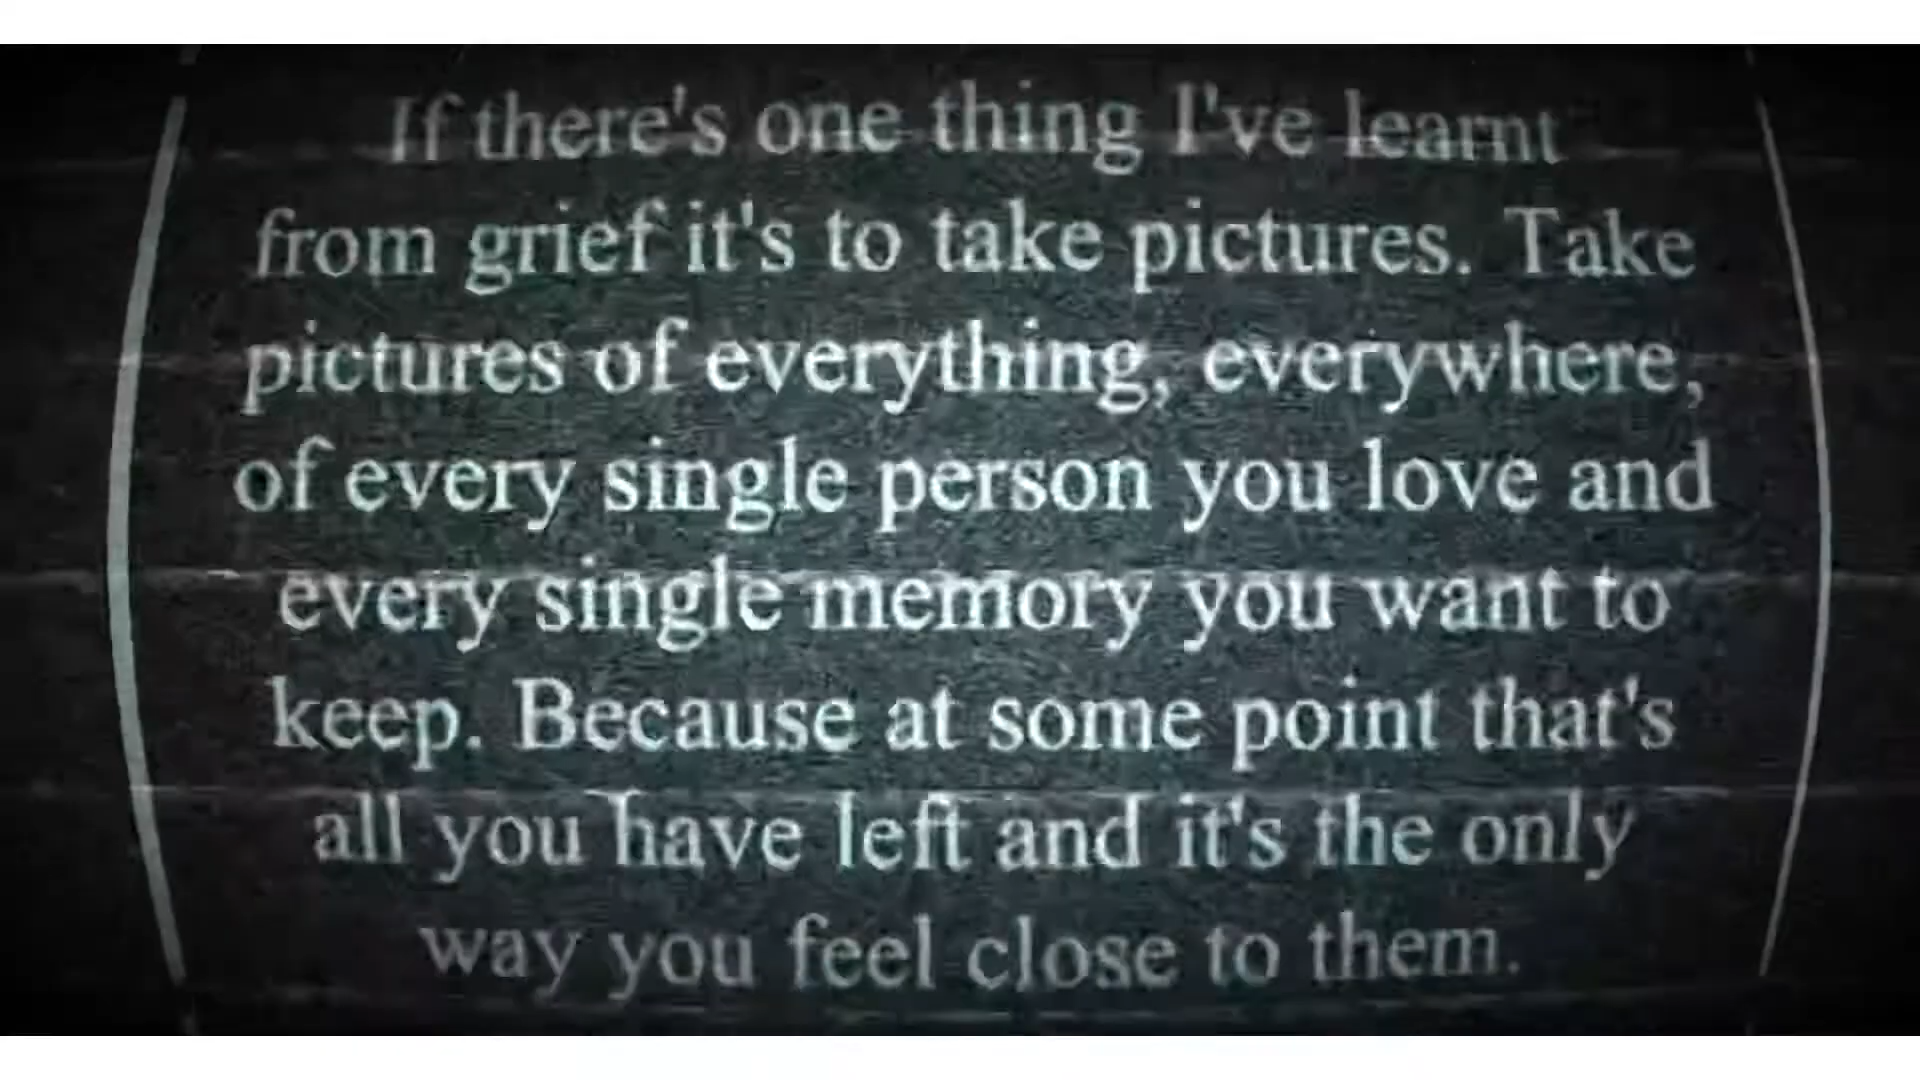 If there's one thing I've learnt
from grief it's to take pictures. Take
pictures of everything, everywhere,
of every single person you love and
every single memory you want to
keep. Because at some point that's
all you have left and it's the only
way you feel close to them.